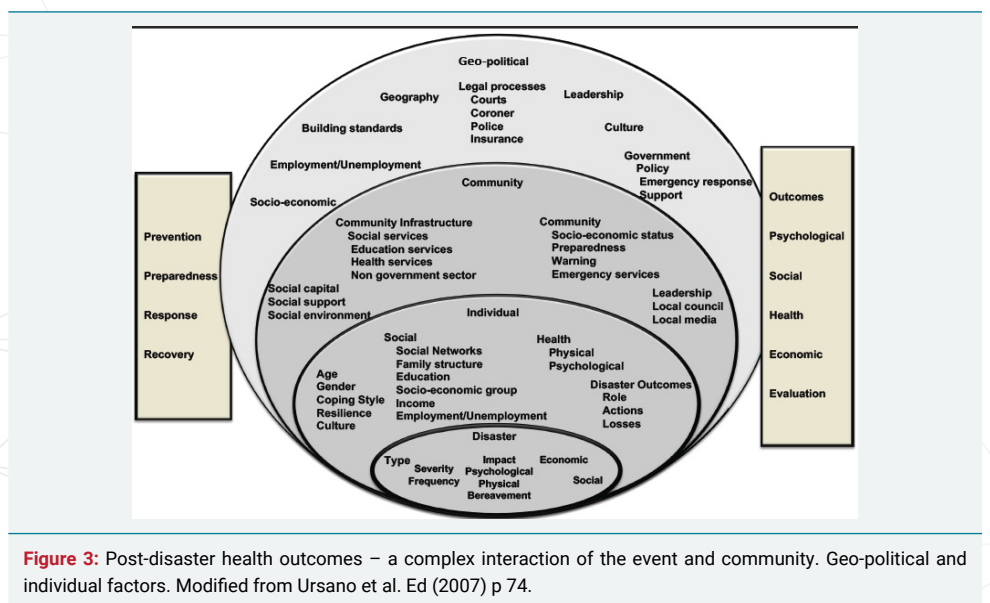 Geo-political
Geography
Legal processes
Courts
Coroner
Police
Insurance
Leadership
Building standards
Culture
Employment/Unemployment
Government
Policy
Emergency response
Support
Socio-economic
Community
Community Infrastructure
Social services
Education services
Health services
Non government sector
Community
Socio-economic status
Preparedness
Warning
Emergency services
Social capital
Social support
Social environment
Leadership
Local council
Local media
Individual
Social
Social Networks
Family structure
Education
Socio-economic group
Income
Employment/Unemployment
Health
Physical
Psychological
Age
Gender
Coping Style
Resilience
Culture
Disaster Outcomes
Role
Actions
Losses
Disaster
Type
Severity
Frequency
Impact
Psychological
Physical
Bereavement
Economic
Social
Prevention
Preparedness
Response
Recovery
Outcomes
Psychological
Social
Health
Economic
Evaluation
Figure 3: Post-disaster health outcomes – a complex interaction of the event and community. Geo-political and
individual factors. Modified from Ursano et al. Ed (2007) p 74.